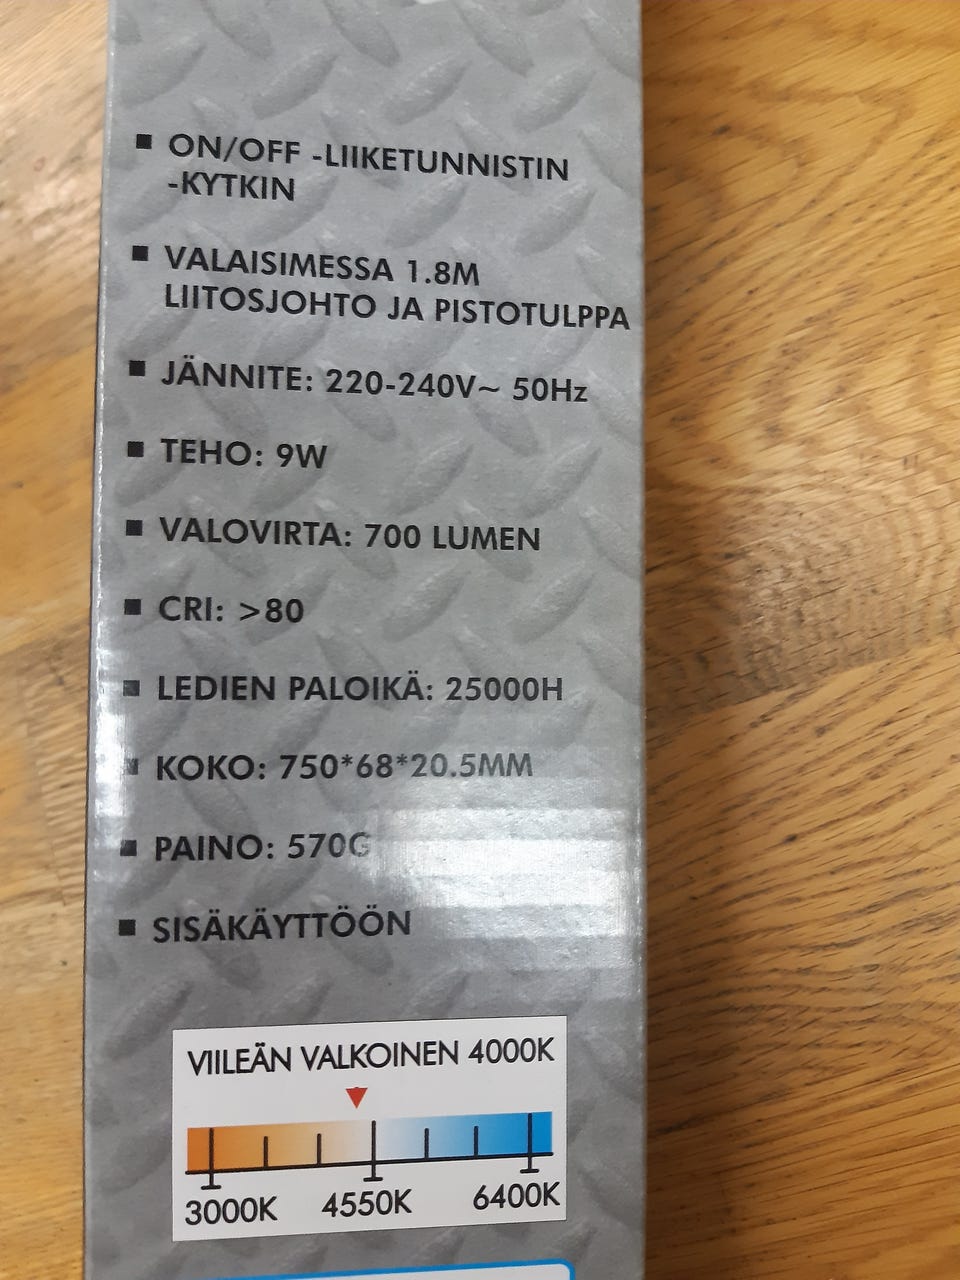 ■ ON/OFF -LIIKETUNNISTIN
-KYTKIN
■ VALAISIMESSA 1.8M
LIITOSJOHTO JA PISTOTULPPA
■ JÄNNITE: 220-240V~ 50Hz
■ TEHO: 9W
■ VALOVIRTA: 700 LUMEN
■ CRI: >80
■ LEDIEN PALOIKÄ: 25000H
■ KOKO: 750*68*20.5MM
■ PAINO: 570G
■ SISÄKÄYTTÖÖN
VIILEÄN VALKOINEN 4000K
3000K 4550K 6400K